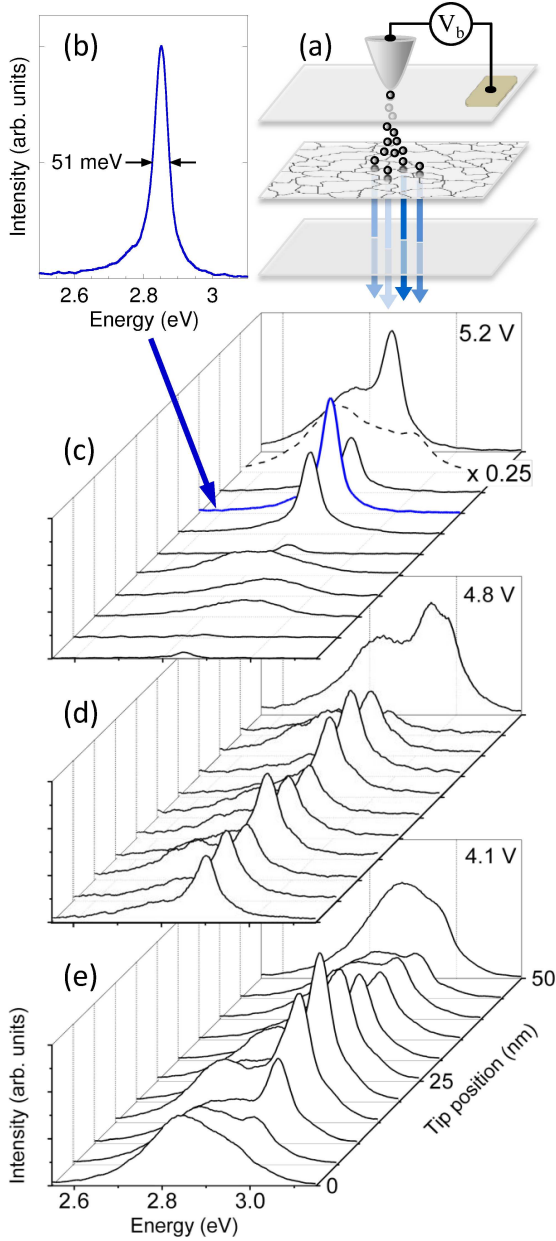 (b)
(a)
V_b
Intensity (arb. units)
51 meV
2.6
2.8
3
Energy (eV)
5.2 V
(c)
x 0.25
4.8 V
(d)
4.1 V
(e)
50
25
0
Tip position (nm)
Intensity (arb. units)
2.6
2.8
3.0
Energy (eV)